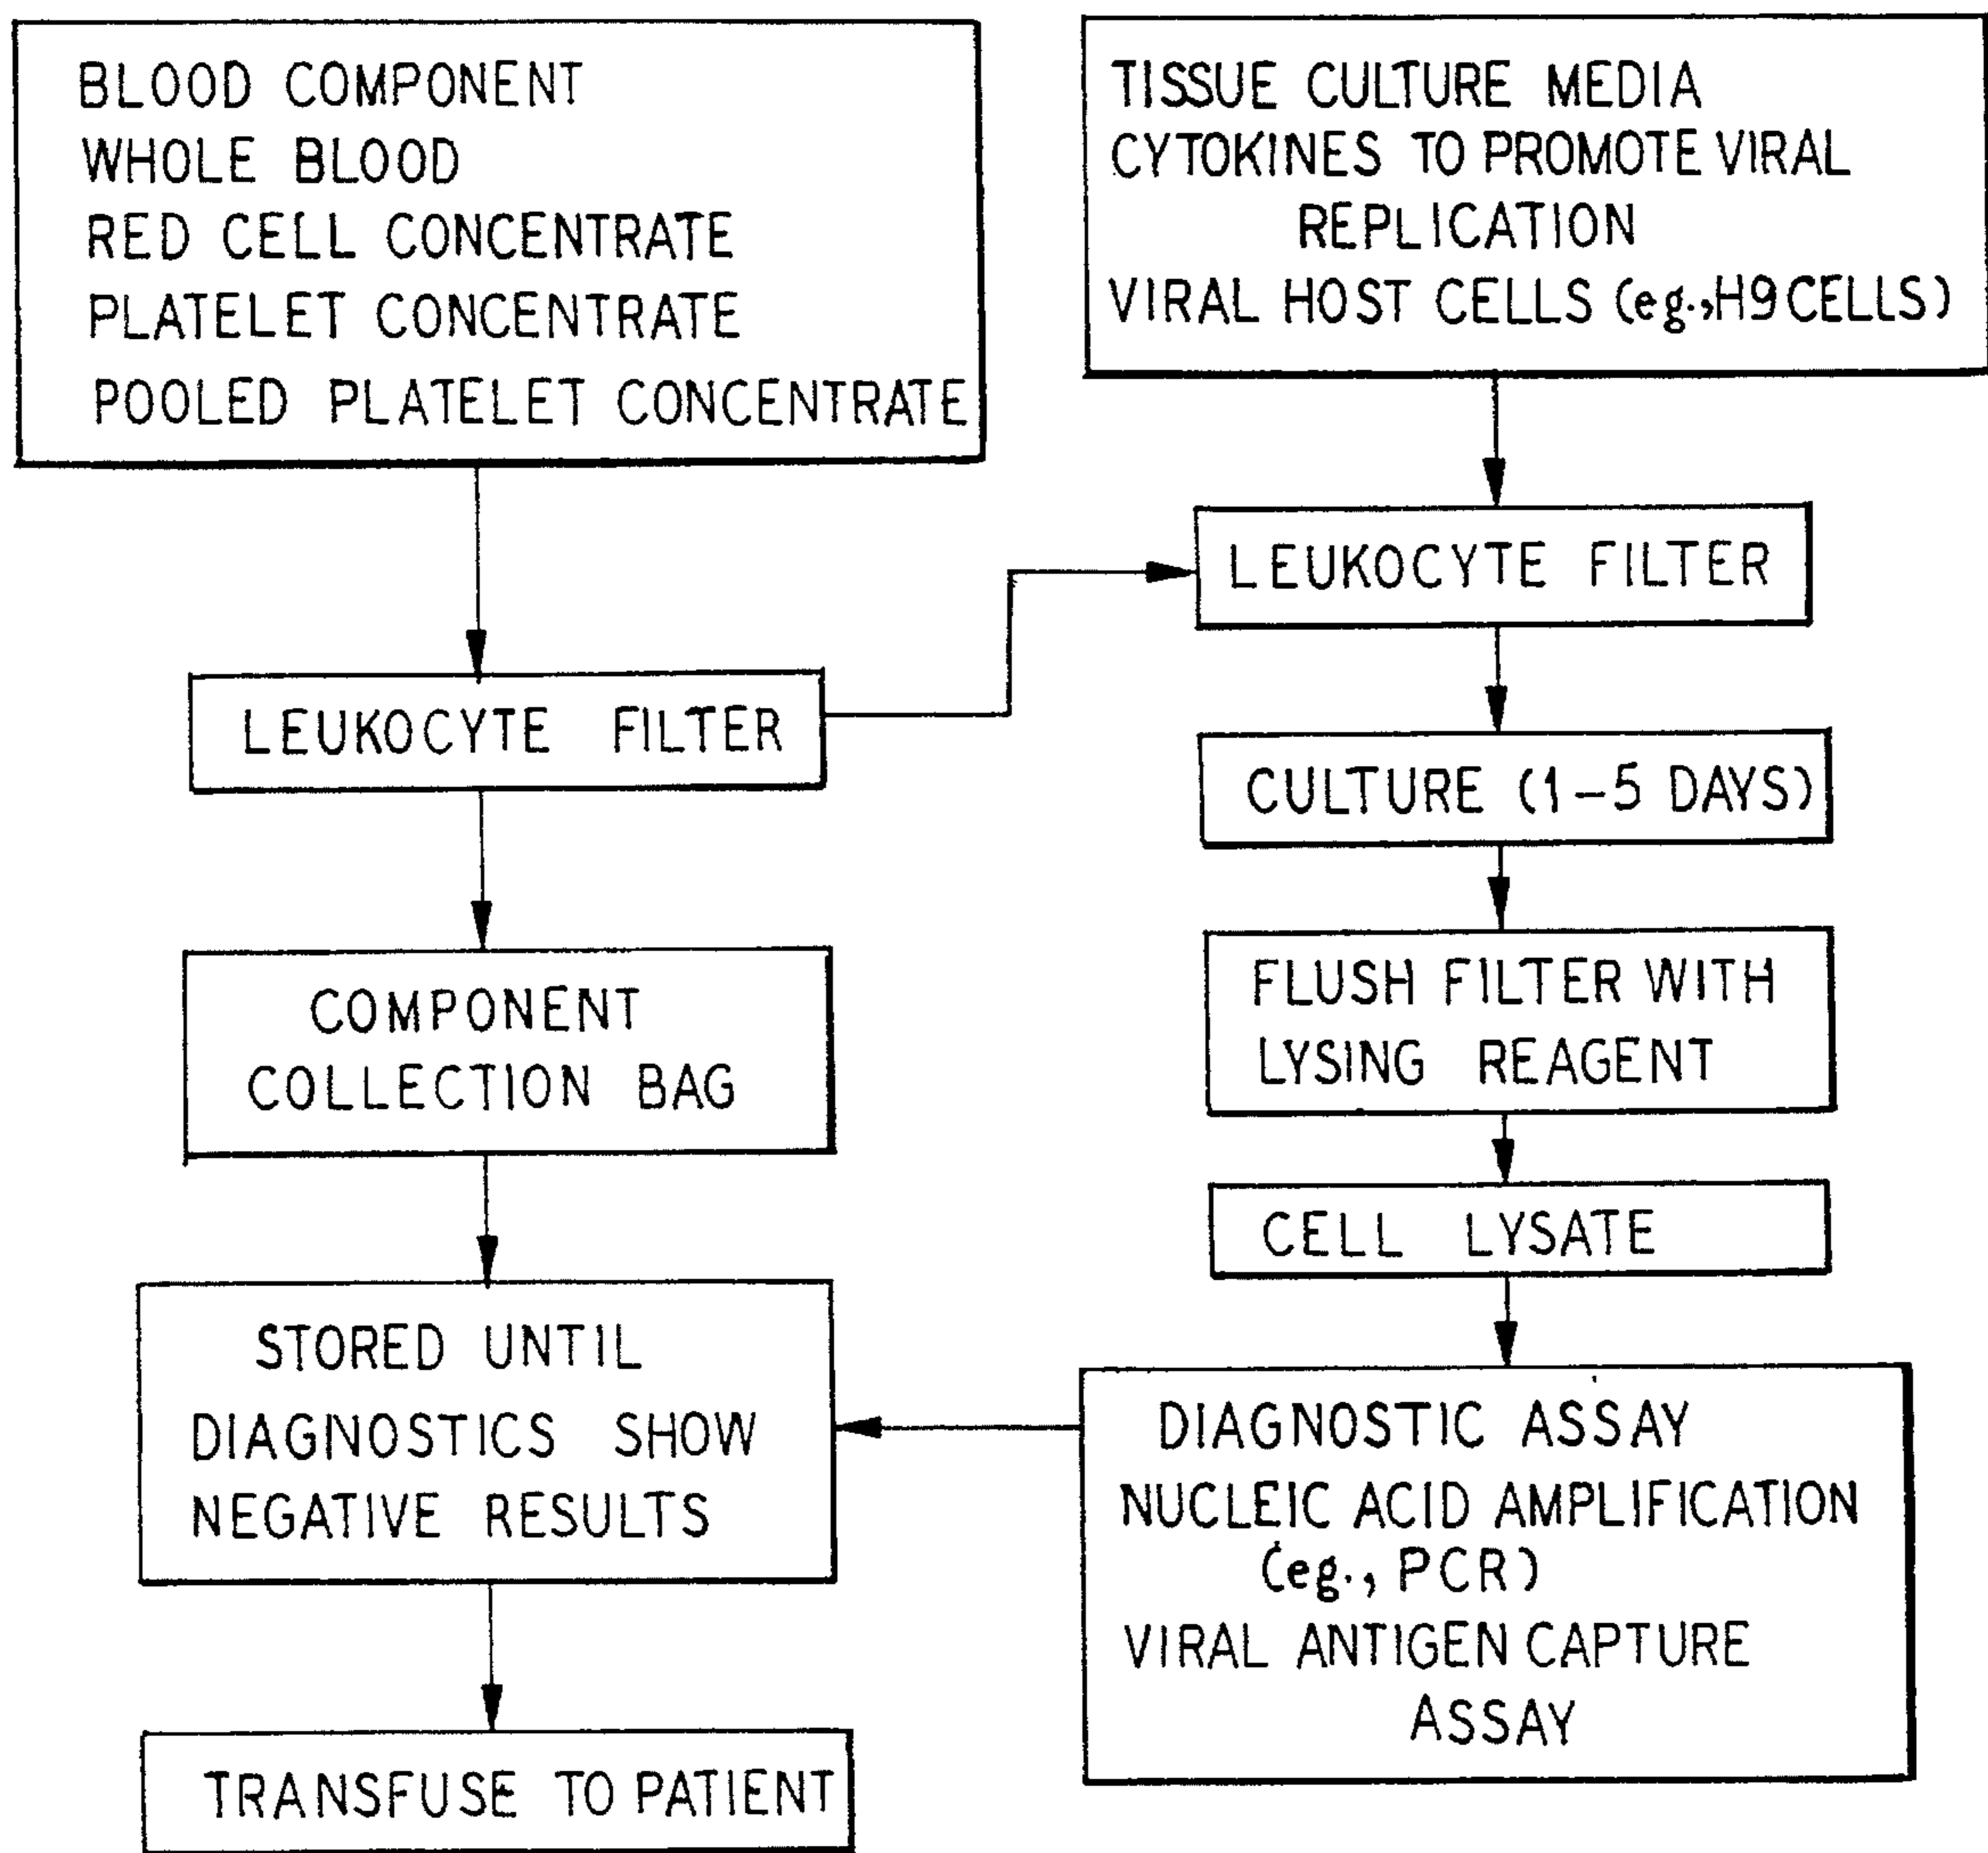 BLOOD COMPONENT
WHOLE BLOOD
RED CELL CONCENTRATE
PLATELET CONCENTRATE
POOLED PLATELET CONCENTRATE
LEUKOCYTE FILTER
COMPONENT
COLLECTION BAG
STORED UNTIL
DIAGNOSTICS SHOW
NEGATIVE RESULTS
TRANSFUSE TO PATIENT
TISSUE CULTURE MEDIA
CYTOKINES TO PROMOTE VIRAL
REPLICATION
VIRAL HOST CELLS (eg.,H9 CELLS)
LEUKOCYTE FILTER
CULTURE (1-5 DAYS)
FLUSH FILTER WITH
LYSING REAGENT
CELL LYSATE
DIAGNOSTIC ASSAY
NUCLEIC ACID AMPLIFICATION
(eg., PCR)
VIRAL ANTIGEN CAPTURE
ASSAY